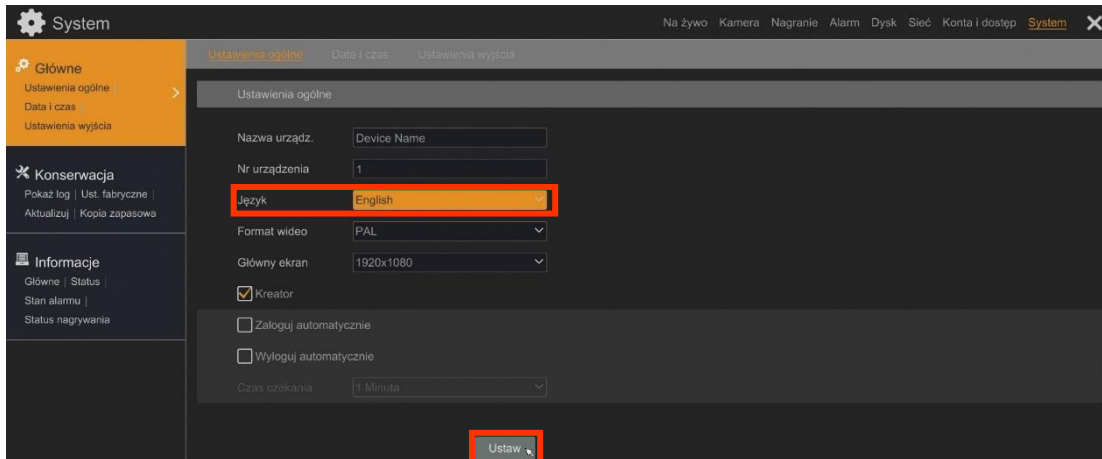 System
Na żywo Kamera Nagranie Alarm Dysk Sieć Konta i dostęp System
Główne
Ustawienia ogólne |
Data i czas
Ustawienia wyjścia
Konserwacja
Pokaż log | Ust. fabryczne |
Aktualizuj | Kopia zapasowa
Informacje
Główne | Status |
Stan alarmu |
Status nagrywania
Ustawienia ogólne Data i czas Ustawienia wyjścia
Ustawienia ogólne
Nazwa urządz. Device Name
Nr urządzenia 1
Język English
Format wideo PAL
Główny ekran 1920x1080
Kreator
Zaloguj automatycznie
Wyloguj automatycznie
Czas czekania 1 Minuta
Ustaw